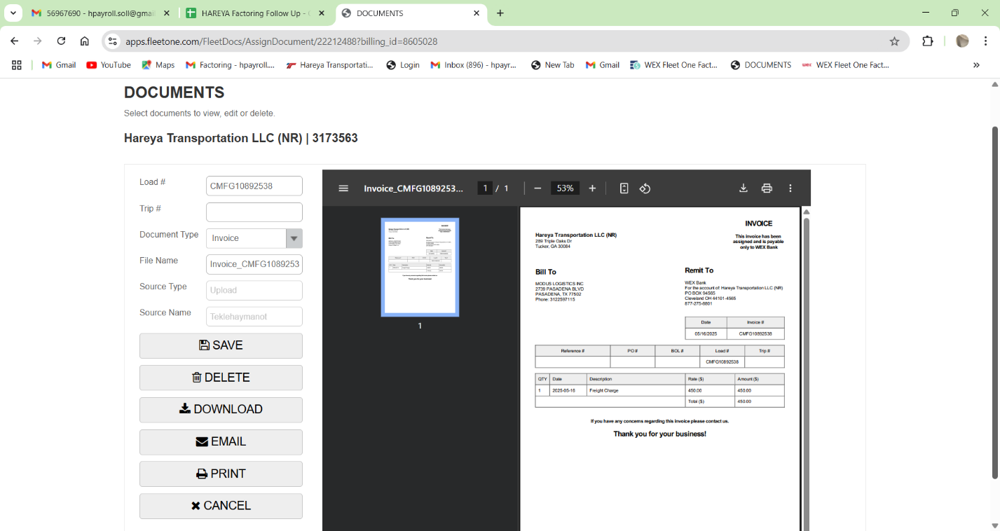 56967690 - hpayroll.soll@gmai
HAREYA Factoring Follow Up -
DOCUMENTS
apps.fleetone.com/FleetDocs/AssignDocument/22212488?billing_id=8605028
Gmail
YouTube
Maps
Factoring - hpayroll....
Hareya Transportati...
Login
Inbox (896) - hpayr...
New Tab
Gmail
WEX Fleet One Fact...
DOCUMENTS
WEX Fleet One Fact...
DOCUMENTS
Select documents to view, edit or delete.
Hareya Transportation LLC (NR) | 3173563
Load #
CMFG10892538
Trip #
Document Type
Invoice
File Name
Invoice_CMFG1089253
Source Type
Upload
Source Name
Teklehaymanot
SAVE
DELETE
DOWNLOAD
EMAIL
PRINT
CANCEL
Invoice_CMFG1089253...
1 / 1
53%
1
INVOICE
Hareya Transportation LLC (NR)
289 Triple Oaks Dr
Tucker, GA 30084
This invoice has been
assigned and is payable
only to WEX Bank
Bill To
MODUS LOGISTICS INC
2739 PASADENA BLVD
PASADENA, TX 77502
Phone: 3122597115
Remit To
WEX Bank
For the account of: Hareya Transportation LLC (NR)
PO BOX 94565
Cleveland OH 44101-4565
877-275-8801
Date Invoice #
05/16/2025 CMFG10892538
Reference # PO # BOL # Load # Trip #
CMFG10892538
QTY Date Description Rate ($) Amount ($)
1 2025-05-16 Freight Charge 450.00 450.00
Total ($) 450.00
If you have any concerns regarding this invoice please contact us.
Thank you for your business!